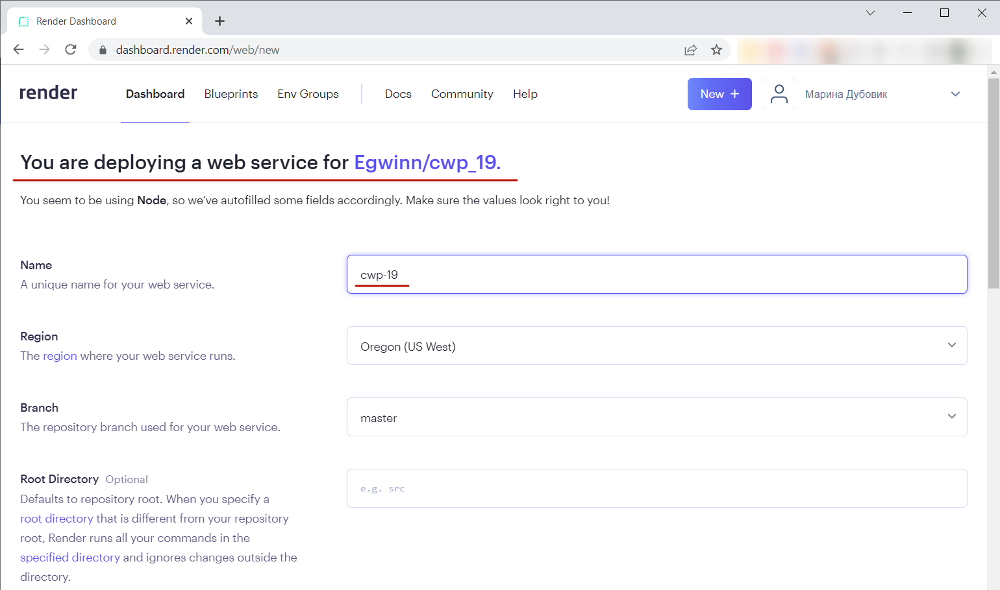 Render Dashboard
dashboard.render.com/web/new
render
Dashboard Blueprints Env Groups Docs Community Help New + Марина Дубовик
You are deploying a web service for Egwinn/cwp_19.
You seem to be using Node, so we’ve autofilled some fields accordingly. Make sure the values look right to you!
Name
A unique name for your web service.
cwp-19
Region
The region where your web service runs.
Oregon (US West)
Branch
The repository branch used for your web service.
master
Root Directory Optional
Defaults to repository root. When you specify a
root directory that is different from your repository
root, Render runs all your commands in the
specified directory and ignores changes outside the
directory.
e.g. src